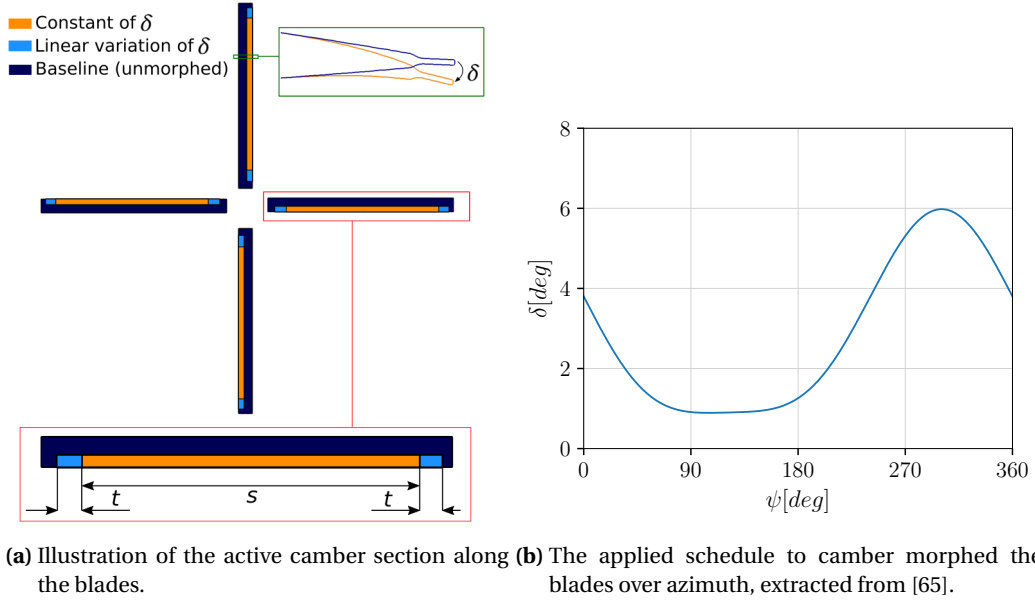 Constant of δ
Linear variation of δ
Baseline (unmorphed)
δ
t
s
t
8
6
4
2
0
δ[deg]
0
90
180
270
360
ψ[deg]
(a) Illustration of the active camber section along
the blades.
(b) The applied schedule to camber morphed the
blades over azimuth, extracted from [65].